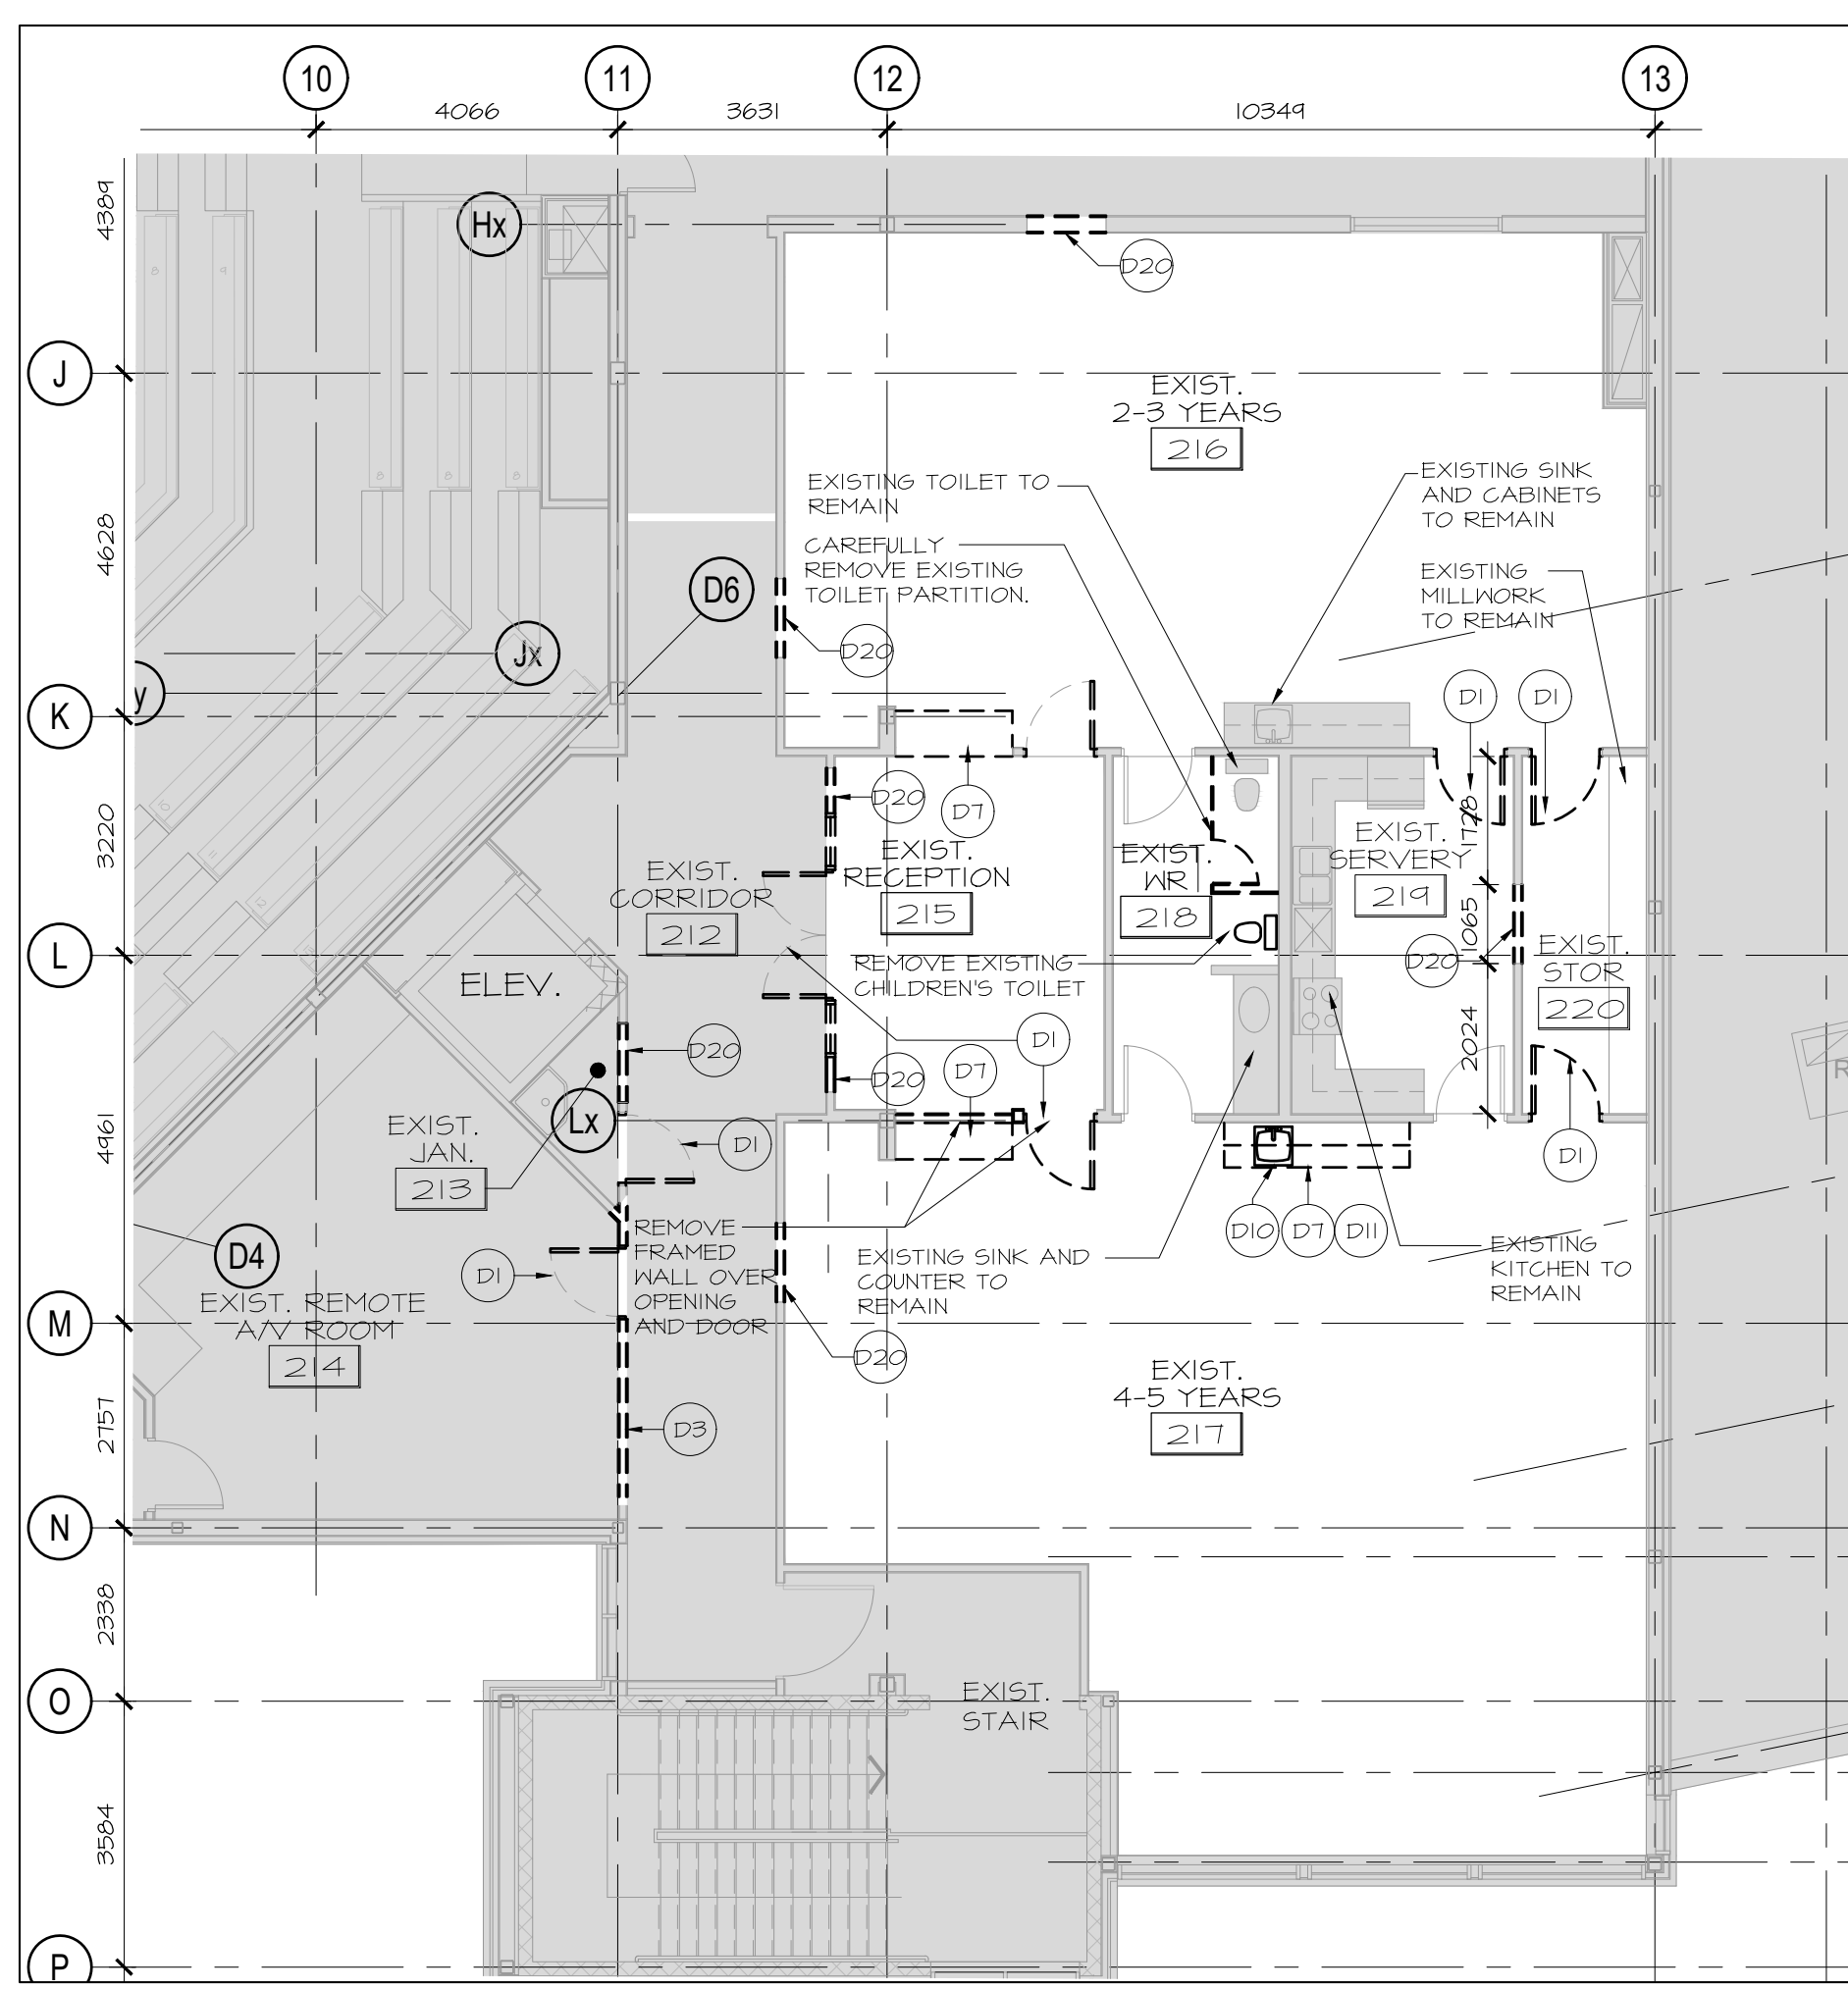 10
11
12
13
4066
3631
10349
4389
4628
3220
4961
2757
2338
3584
Hx
J
Jx
y
K
L
Lx
M
N
O
P
D6
D4
D20
EXIST.
2-3 YEARS
216
EXISTING TOILET TO
REMAIN
CAREFULLY
REMOVE EXISTING
TOILET PARTITION.
EXISTING SINK
AND CABINETS
TO REMAIN
EXISTING
MILLWORK
TO REMAIN
D20
D1
D1
D20
D7
EXIST.
RECEPTION
215
EXIST.
CORRIDOR
212
EXIST.
WR
218
EXIST.
SERVERY
219
1728
1065
2024
D20
EXIST.
STOR
220
REMOVE EXISTING
CHILDREN'S TOILET
ELEV.
D20
D20
D7
D1
D1
D1
EXIST.
JAN.
213
D1
REMOVE
FRAMED
WALL OVER
OPENING
AND DOOR
EXISTING SINK AND
COUNTER TO
REMAIN
D10
D7
D11
EXISTING
KITCHEN TO
REMAIN
EXIST. REMOTE
A/V ROOM
214
D20
D3
EXIST.
4-5 YEARS
217
EXIST.
STAIR
R